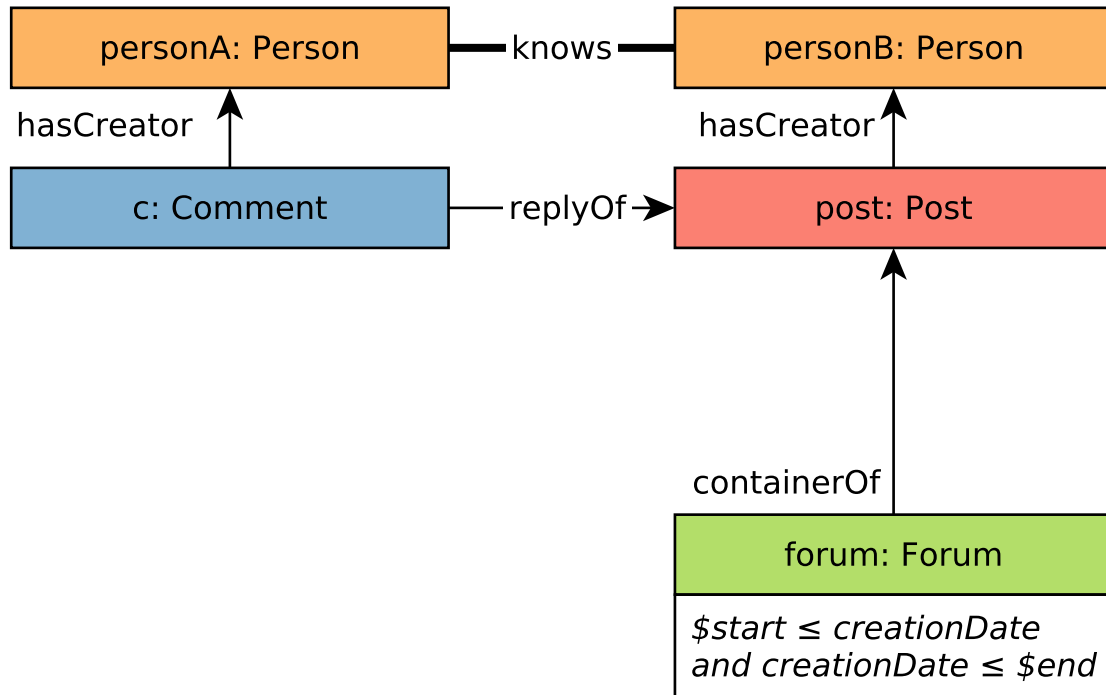 personA: Person
knows
personB: Person
hasCreator
hasCreator
c: Comment
replyOf
post: Post
containerOf
forum: Forum
$start ≤ creationDate
and creationDate ≤ $end